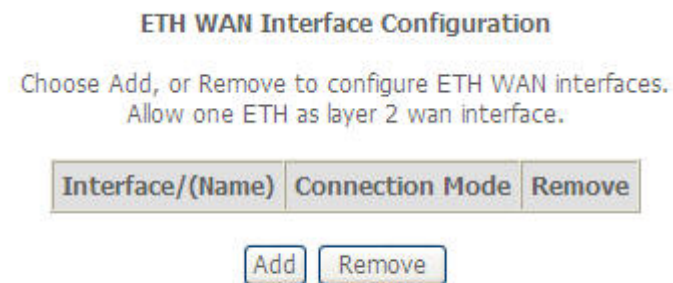 ETH WAN Interface Configuration
Choose Add, or Remove to configure ETH WAN interfaces.
Allow one ETH as layer 2 wan interface.
Interface/(Name) Connection Mode Remove
Add Remove